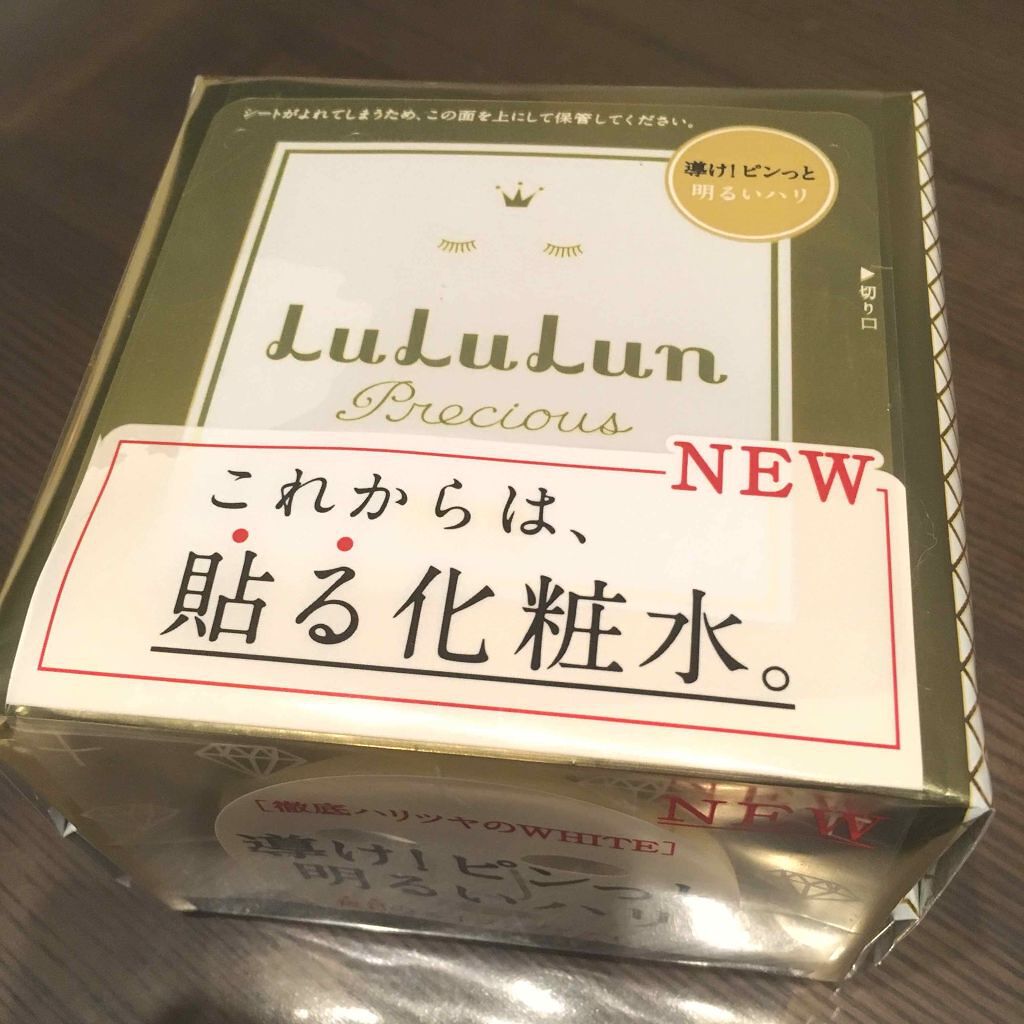 シートがよれてしまうため、この面を上にして保管してください。
導け!ピンっと
明るいハリ
▶切り口
LuLuLun
Precious
NEW
これからは、
貼る化粧水。
NEW
[徹底ハリツヤのWHITE]
導け!ピンっと
明るいハリ